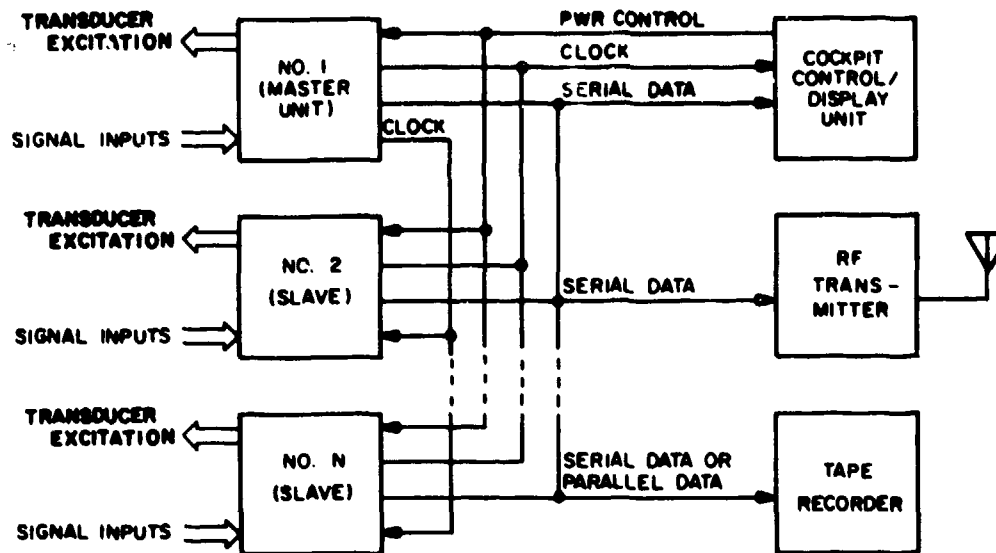 TRANSDUCER
EXCITATION
NO. 1
(MASTER
UNIT)
SIGNAL INPUTS
PWR CONTROL
CLOCK
SERIAL DATA
CLOCK
COCKPIT
CONTROL/
DISPLAY
UNIT
TRANSDUCER
EXCITATION
NO. 2
(SLAVE)
SIGNAL INPUTS
SERIAL DATA
RF
TRANS-
MITTER
TRANSDUCER
EXCITATION
NO. N
(SLAVE)
SIGNAL INPUTS
SERIAL DATA OR
PARALLEL DATA
TAPE
RECORDER